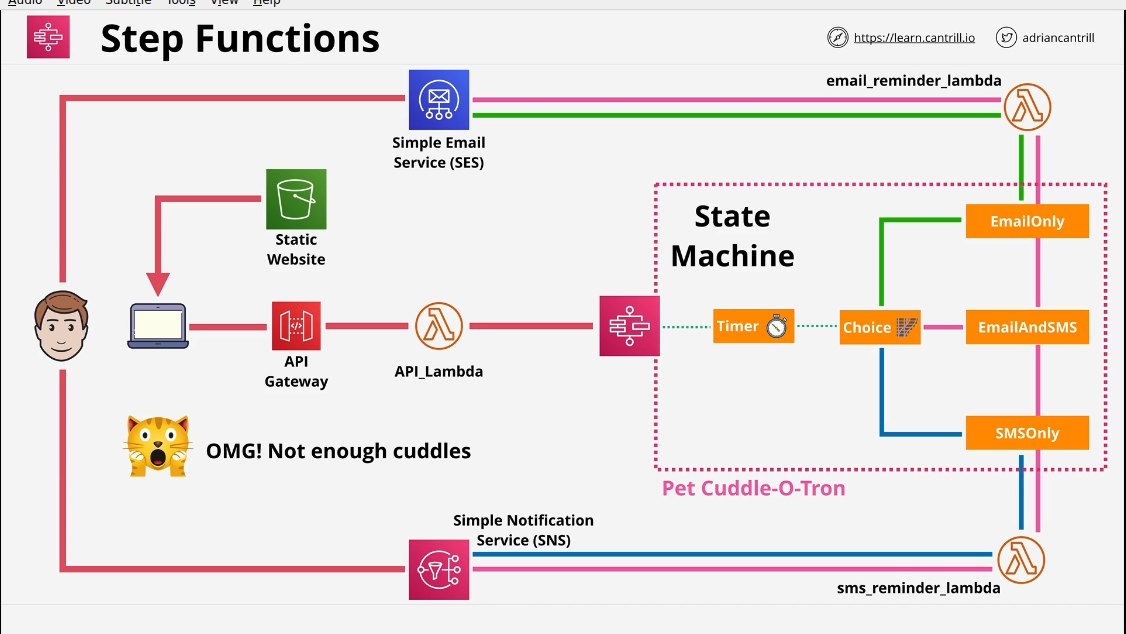 Audio Video Subtitle Tools View Help
Step Functions
https://learn.cantrill.io
adriancantrill
email_reminder_lambda
Simple Email
Service (SES)
Static
Website
State
Machine
EmailOnly
Timer
Choice
EmailAndSMS
API
Gateway
API_Lambda
SMSOnly
OMG! Not enough cuddles
Pet Cuddle-O-Tron
Simple Notification
Service (SNS)
sms_reminder_lambda